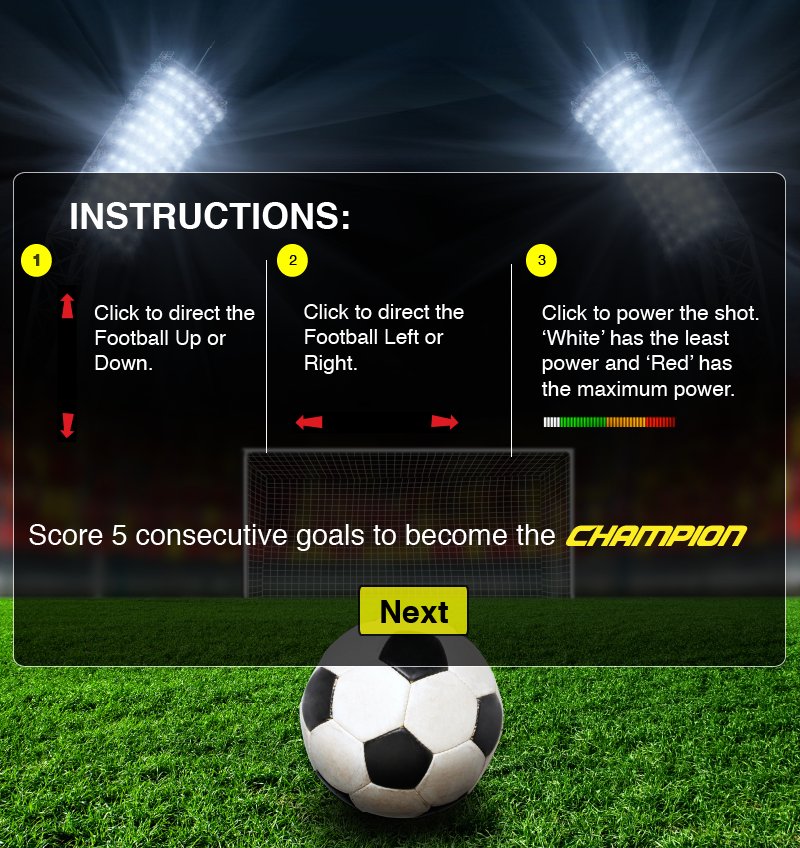 INSTRUCTIONS:
1
Click to direct the
Football Up or
Down.
2
Click to direct the
Football Left or
Right.
3
Click to power the shot.
‘White’ has the least
power and ‘Red’ has
the maximum power.
Score 5 consecutive goals to become the CHAMPION
Next